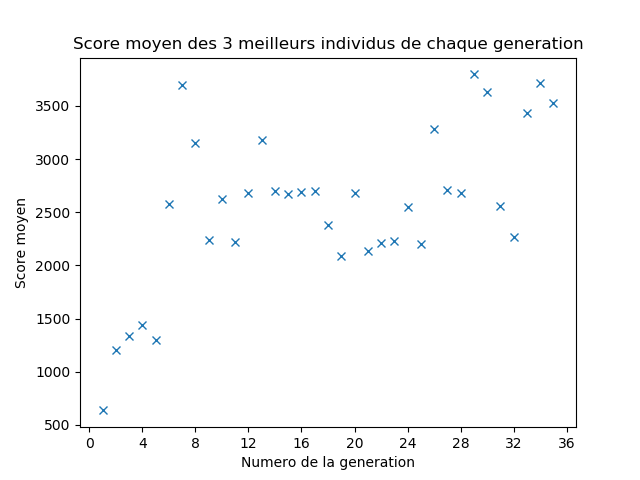 Score moyen des 3 meilleurs individus de chaque generation
3500
3000
2500
2000
1500
1000
500
Score moyen
0 4 8 12 16 20 24 28 32 36
Numero de la generation